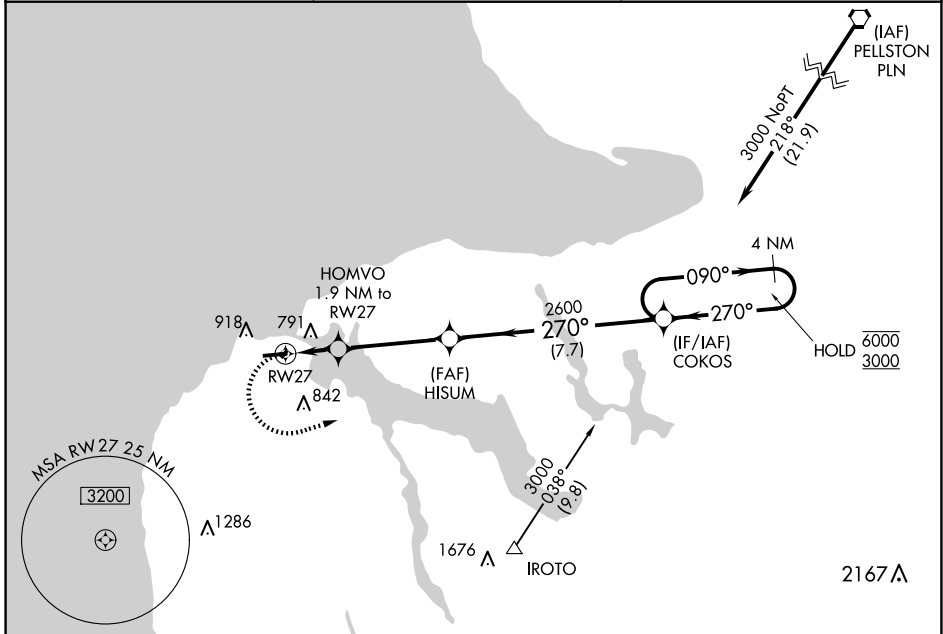 (IAF)
PELLSTON
PLN
3000 NoPT
218°
(21.9)
4 NM
090°
270°
HOLD
6000
3000
(IF/IAF)
COKOS
2600
270°
(7.7)
HOMVO
1.9 NM to
RW27
918
791
RW27
842
(FAF)
HISUM
MSA RW27 25 NM
3200
1286
3000
038°
(9.8)
1676
IROTO
2167